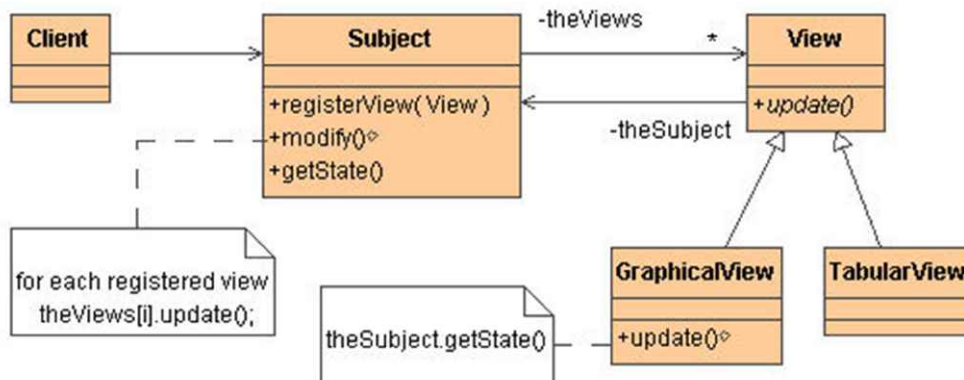 Client
Subject
-theViews
*
View
+registerView( View )
+modify()
+getState()
-theSubject
+update()
for each registered view
theViews[i].update();
GraphicalView
TabularView
theSubject.getState()
+update()